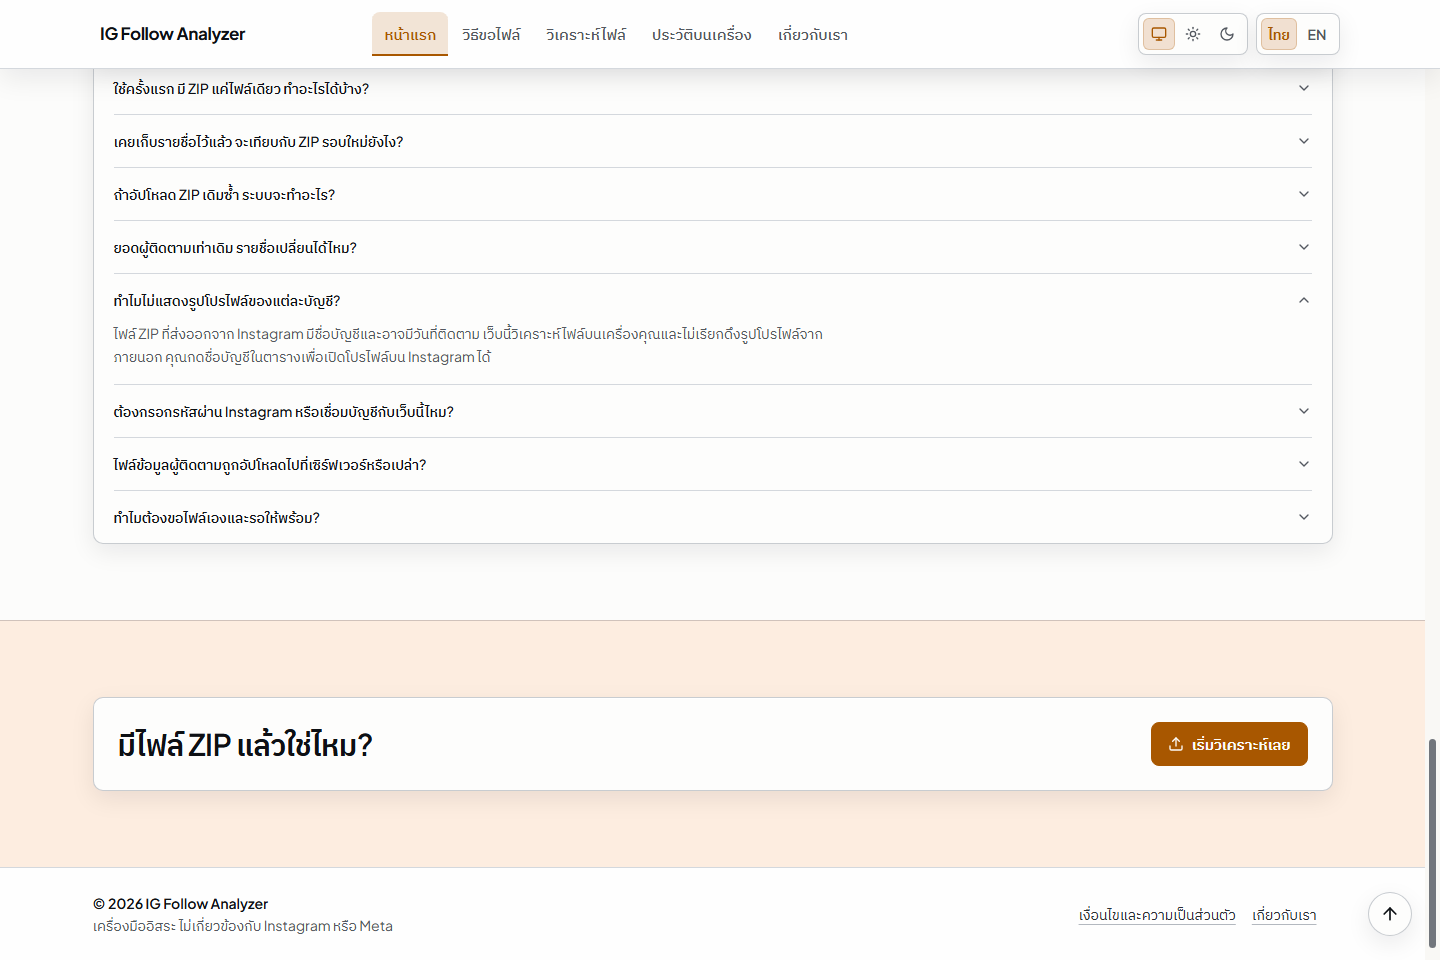 IG Follow Analyzer
หน้าแรก
วิธีขอไฟล์
วิเคราะห์ไฟล์
ประวัติบนเครื่อง
เกี่ยวกับเรา
ไทย
EN
ใช้ครั้งแรก มี ZIP แค่ไฟล์เดียว ทำอะไรได้บ้าง?
เคยเก็บรายชื่อไว้แล้ว จะเทียบกับ ZIP รอบใหม่ยังไง?
ถ้าอัปโหลด ZIP เดิมซ้ำ ระบบจะทำอะไร?
ยอดผู้ติดตามเท่าเดิม รายชื่อเปลี่ยนได้ไหม?
ทำไมไม่แสดงรูปโปรไฟล์ของแต่ละบัญชี?
ไฟล์ ZIP ที่ส่งออกจาก Instagram มีชื่อบัญชีและอาจมีวันที่ติดตาม เว็บนี้วิเคราะห์ไฟล์บนเครื่องคุณและไม่เรียกดึงรูปโปรไฟล์จาก
ภายนอก คุณกดชื่อบัญชีในตารางเพื่อเปิดโปรไฟล์บน Instagram ได้
ต้องกรอกรหัสผ่าน Instagram หรือเชื่อมบัญชีกับเว็บนี้ไหม?
ไฟล์ข้อมูลผู้ติดตามถูกอัปโหลดไปที่เซิร์ฟเวอร์หรือเปล่า?
ทำไมต้องขอไฟล์เองและรอให้พร้อม?
มีไฟล์ ZIP แล้วใช่ไหม?
เริ่มวิเคราะห์เลย
© 2026 IG Follow Analyzer
เครื่องมืออิสระ ไม่เกี่ยวข้องกับ Instagram หรือ Meta
เงื่อนไขและความเป็นส่วนตัว
เกี่ยวกับเรา